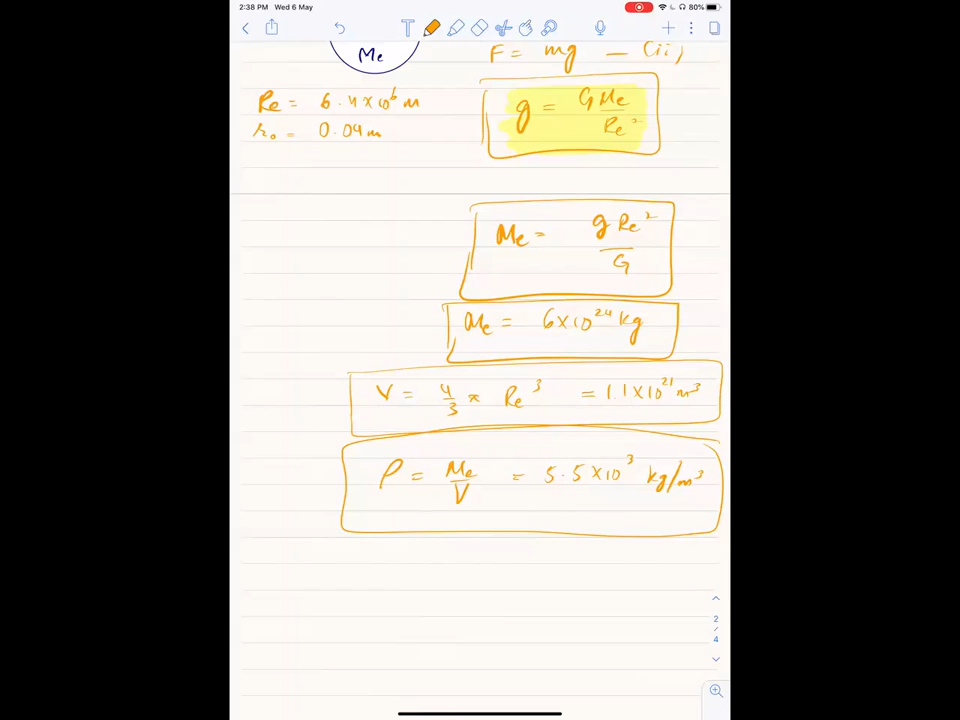 2:38 PM Wed 6 May
80%
Me
F = mg — (ii)
Re = 6.4×10⁶ m
r₀ = 0.04m
g = GMe/Re²
Me = gRe²/G
Me = 6×10²⁴ kg
V = 4/3 π Re³ = 1.1×10²¹ m³
ρ = Me/V = 5.5×10³ kg/m³
2
/
4